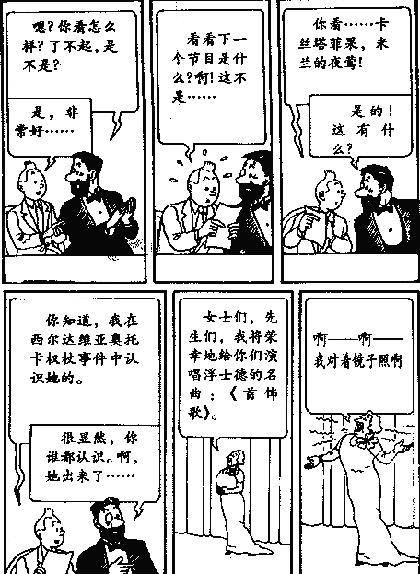 嗯?你看怎么
样?了不起,是
不是?
是,非
常好……
看看下一
个节目是什
么?啊!这不
是……
你看……卡
丝塔菲罗,米
兰的夜莺!
是的!
这有什
么?
你知道,我在
西尔达维亚奥托
卡权杖事件中认
识她的。
很显然,你
谁都认识。啊,
她出来了……
女士们,先
生们,我将荣
幸地给你们演
唱浮士德的名
曲:《首饰
歌》。
啊——啊——
我对着镜子照啊